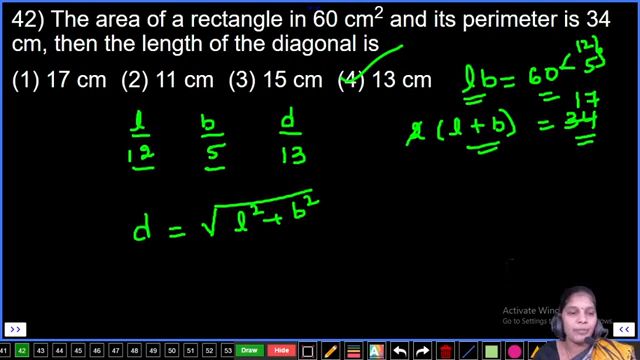 42) The area of a rectangle in 60 cm² and its perimeter is 34
cm, then the length of the diagonal is
(1) 17 cm (2) 11 cm (3) 15 cm (4) 13 cm
lb = 60 < 12, 5
17
2 (l + b) = 34
l b d
12 5 13
d = √l² + b²
Activate Windows
Go to Settings
<< 41 42 43 44 45 46 47 48 49 50 51 52 53 Draw Hide >>